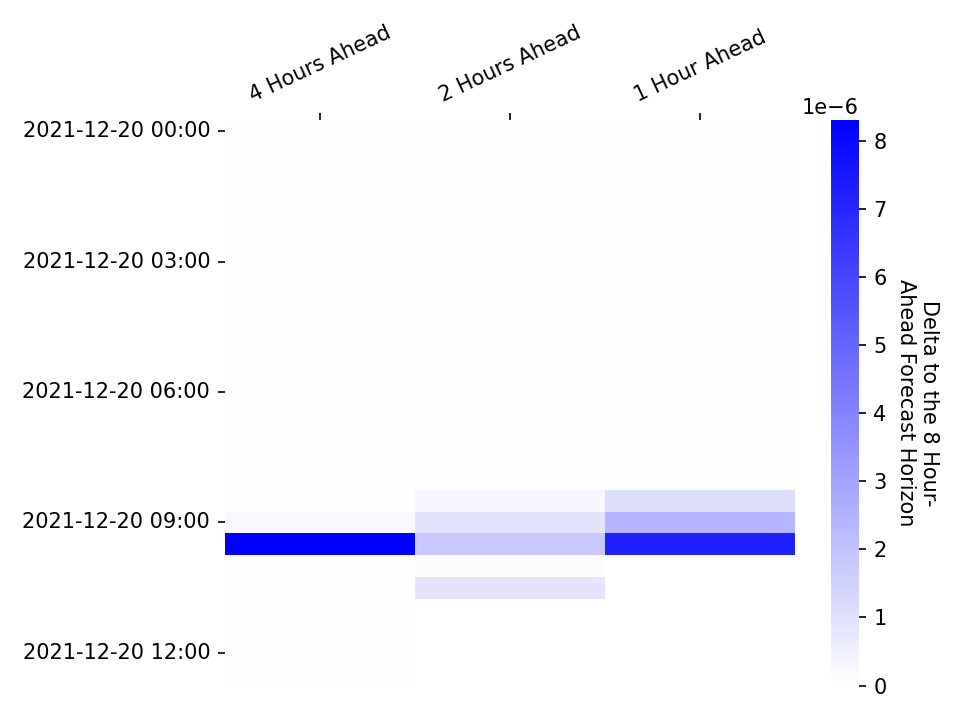 4 Hours Ahead
2 Hours Ahead
1 Hour Ahead
1e−6
2021-12-20 00:00
2021-12-20 03:00
2021-12-20 06:00
2021-12-20 09:00
2021-12-20 12:00
8
7
6
5
4
3
2
1
0
Delta to the 8 Hour-
Ahead Forecast Horizon